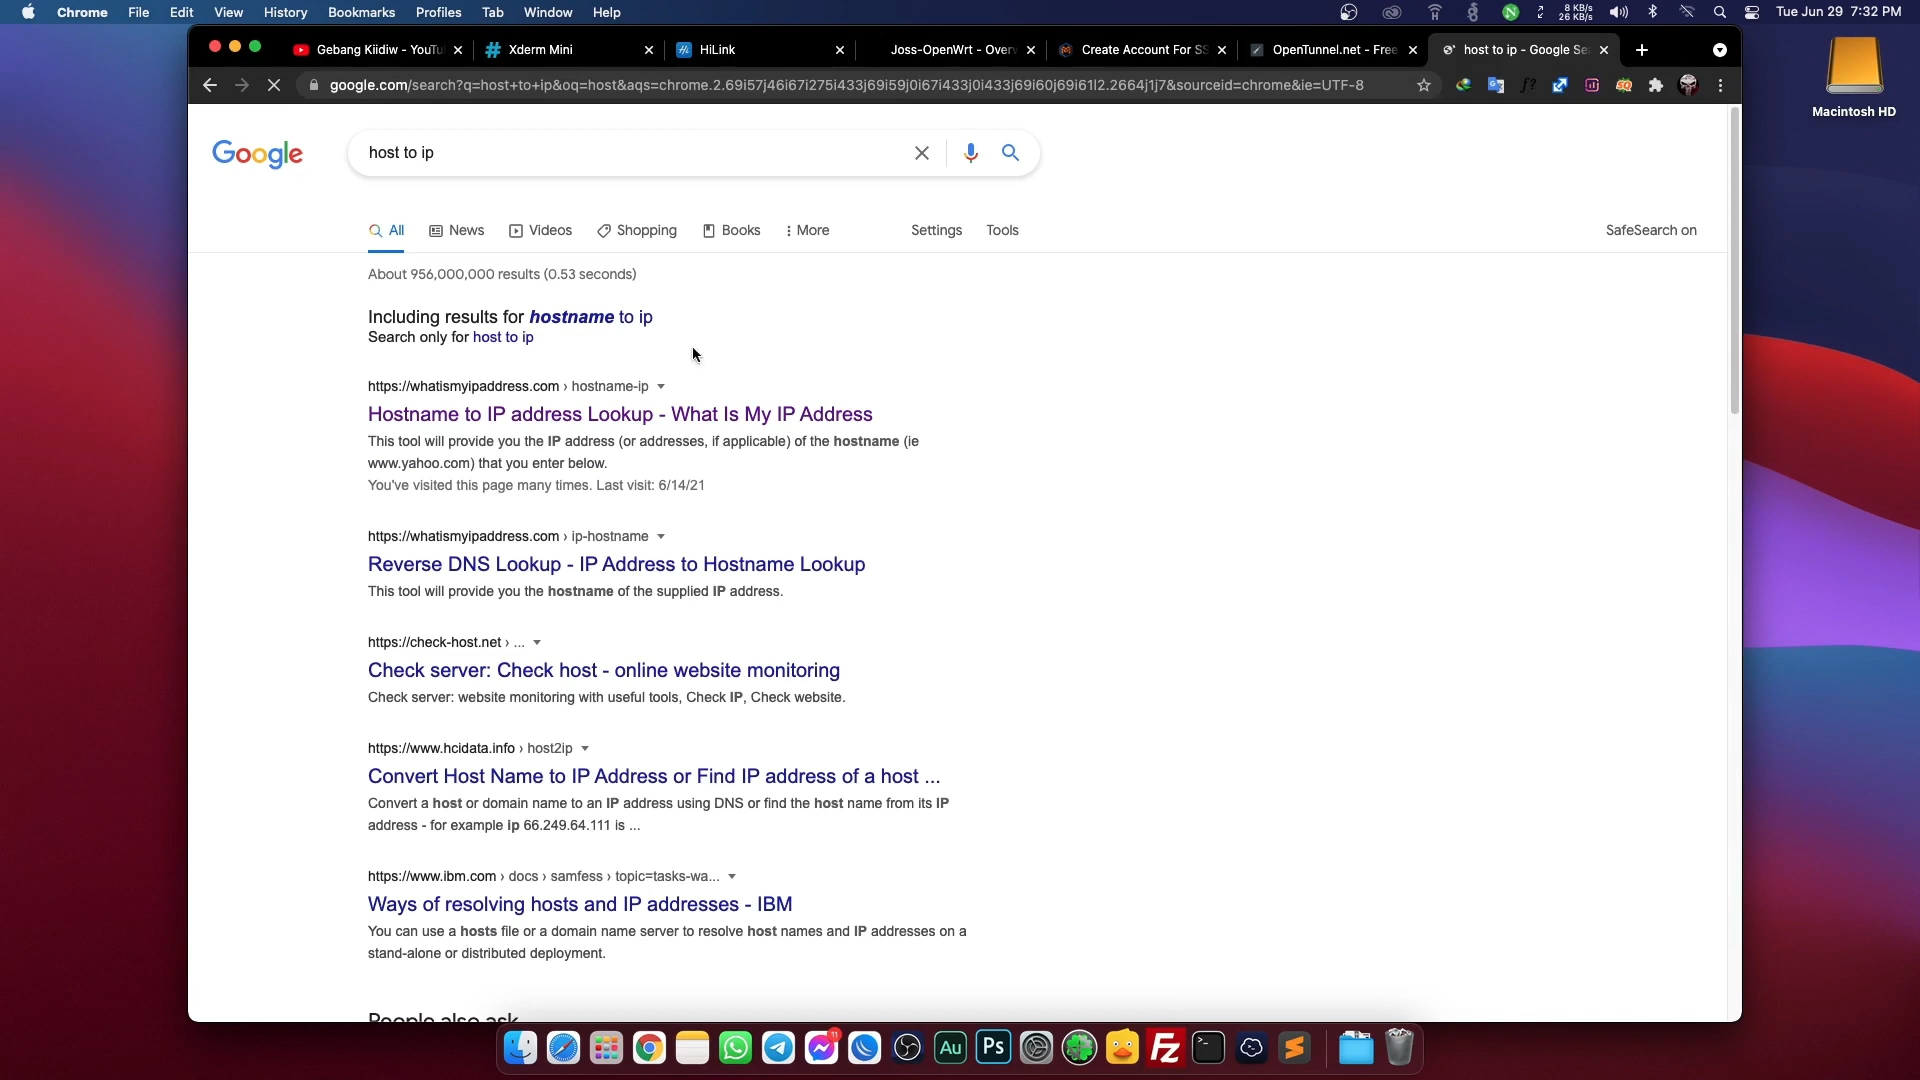 Chrome File Edit View History Bookmarks Profiles Tab Window Help
8 KB/s
26 KB/s
Tue Jun 29 7:32 PM
Gebang Kiidiw - YouTu
Xderm Mini
HiLink
Joss-OpenWrt - Overv
Create Account For SS
OpenTunnel.net - Free
host to ip - Google Se
google.com/search?q=host+to+ip&oq=host&aqs=chrome.2.69i57j46i67i275i433j69i59j0i67i433j0i433j69i60j69i61l2.2664j1j7&sourceid=chrome&ie=UTF-8
Macintosh HD
Google
host to ip
All News Videos Shopping Books More Settings Tools SafeSearch on
About 956,000,000 results (0.53 seconds)
Including results for hostname to ip
Search only for host to ip
https://whatismyipaddress.com › hostname-ip
Hostname to IP address Lookup - What Is My IP Address
This tool will provide you the IP address (or addresses, if applicable) of the hostname (ie
www.yahoo.com) that you enter below.
You've visited this page many times. Last visit: 6/14/21
https://whatismyipaddress.com › ip-hostname
Reverse DNS Lookup - IP Address to Hostname Lookup
This tool will provide you the hostname of the supplied IP address.
https://check-host.net › ...
Check server: Check host - online website monitoring
Check server: website monitoring with useful tools, Check IP, Check website.
https://www.hcidata.info › host2ip
Convert Host Name to IP Address or Find IP address of a host ...
Convert a host or domain name to an IP address using DNS or find the host name from its IP
address - for example ip 66.249.64.111 is ...
https://www.ibm.com › docs › samfess › topic=tasks-wa...
Ways of resolving hosts and IP addresses - IBM
You can use a hosts file or a domain name server to resolve host names and IP addresses on a
stand-alone or distributed deployment.
People also ask
11
Au
Ps
Fz